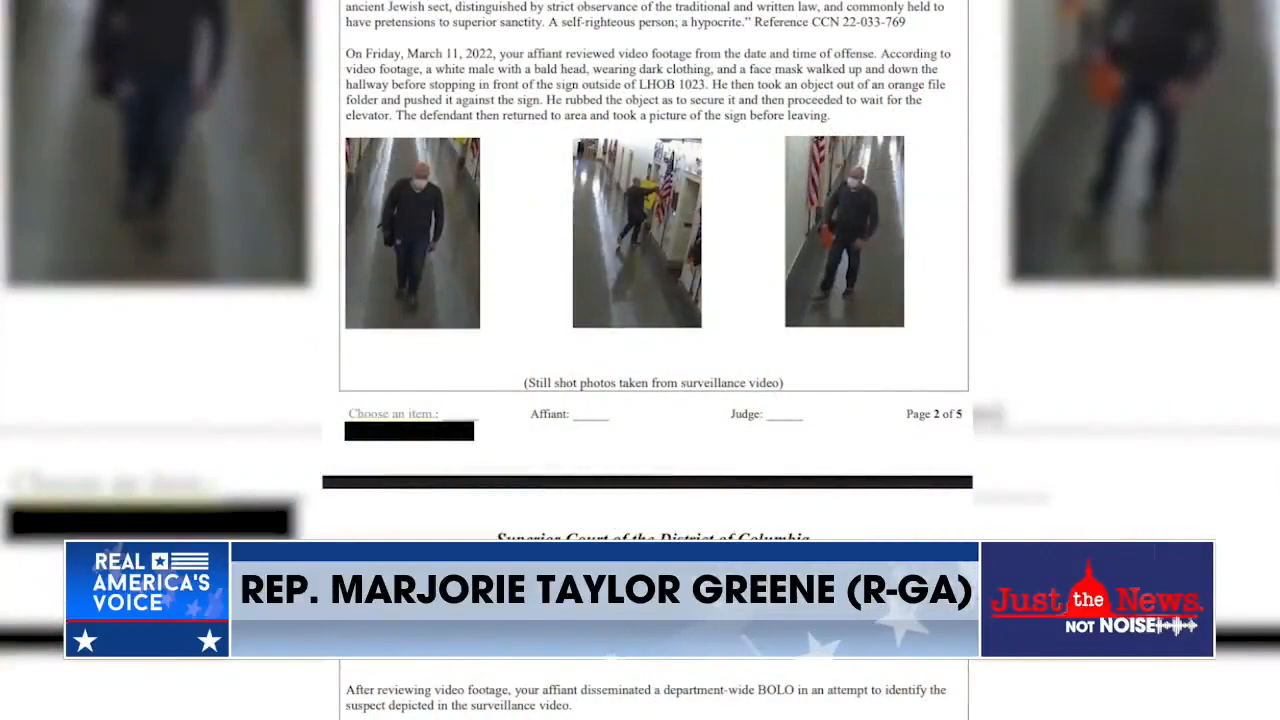 ancient Jewish sect, distinguished by strict observance of the traditional and written law, and commonly held to
have pretensions to superior sanctity. A self-righteous person; a hypocrite.” Reference CCN 22-033-769
On Friday, March 11, 2022, your affiant reviewed video footage from the date and time of offense. According to
video footage, a white male with a bald head, wearing dark clothing, and a face mask walked up and down the
hallway before stopping in front of the sign outside of LHOB 1023. He then took an object out of an orange file
folder and pushed it against the sign. He rubbed the object as to secure it and then proceeded to wait for the
elevator. The defendant then returned to area and took a picture of the sign before leaving.
(Still shot photos taken from surveillance video)
Choose an item.: ______ Affiant: ______ Judge: ______ Page 2 of 5
Choose an item.:
Superior Court of the District of Columbia
REAL
AMERICA'S
VOICE
REP. MARJORIE TAYLOR GREENE (R-GA)
Just the News.
NOT NOISE
After reviewing video footage, your affiant disseminated a department-wide BOLO in an attempt to identify the
suspect depicted in the surveillance video.